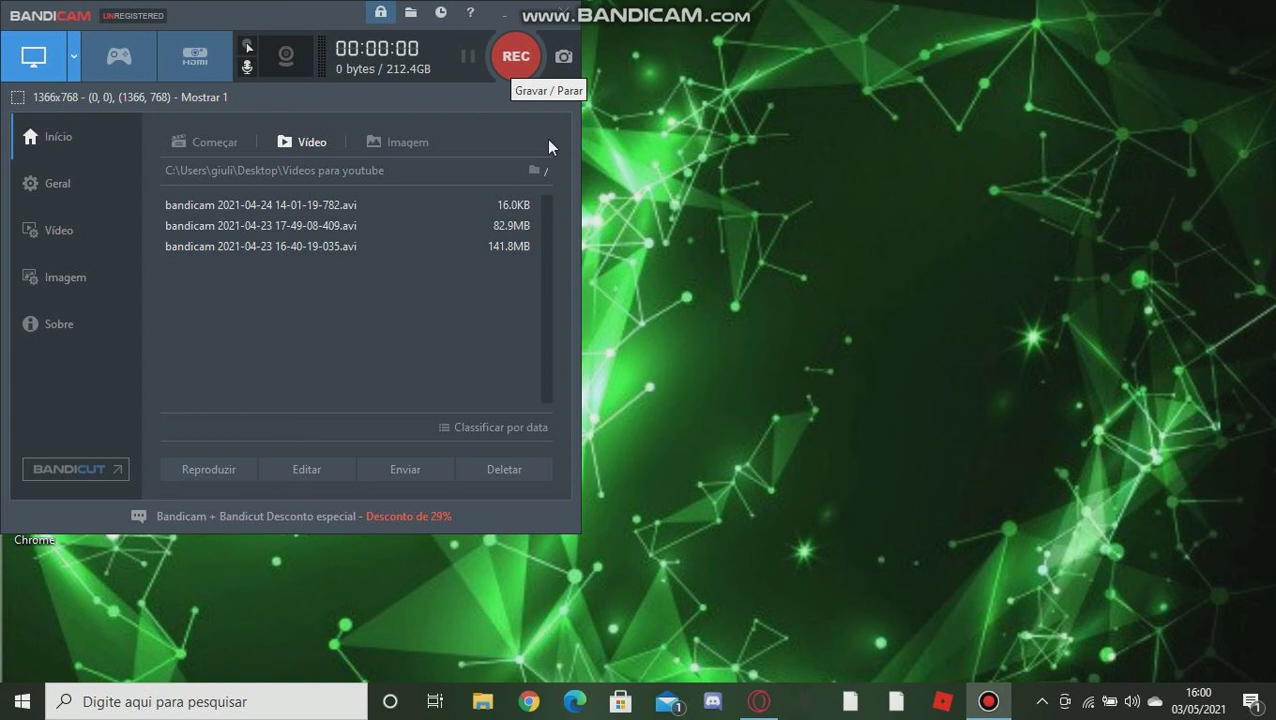 BANDICAM UNREGISTERED
www.BANDICAM.com
HDMI
00:00:00
0 bytes / 212.4GB
REC
Gravar / Parar
1366x768 - (0, 0), (1366, 768) - Mostrar 1
Início
Geral
Vídeo
Imagem
Sobre
BANDICUT
Começar
Vídeo
Imagem
C:\Users\giuli\Desktop\Videos para youtube
/
bandicam 2021-04-24 14-01-19-782.avi 16.0KB
bandicam 2021-04-23 17-49-08-409.avi 82.9MB
bandicam 2021-04-23 16-40-19-035.avi 141.8MB
Classificar por data
Reproduzir
Editar
Enviar
Deletar
Bandicam + Bandicut Desconto especial - Desconto de 29%
Chrome
Digite aqui para pesquisar
1
16:00
03/05/2021
1